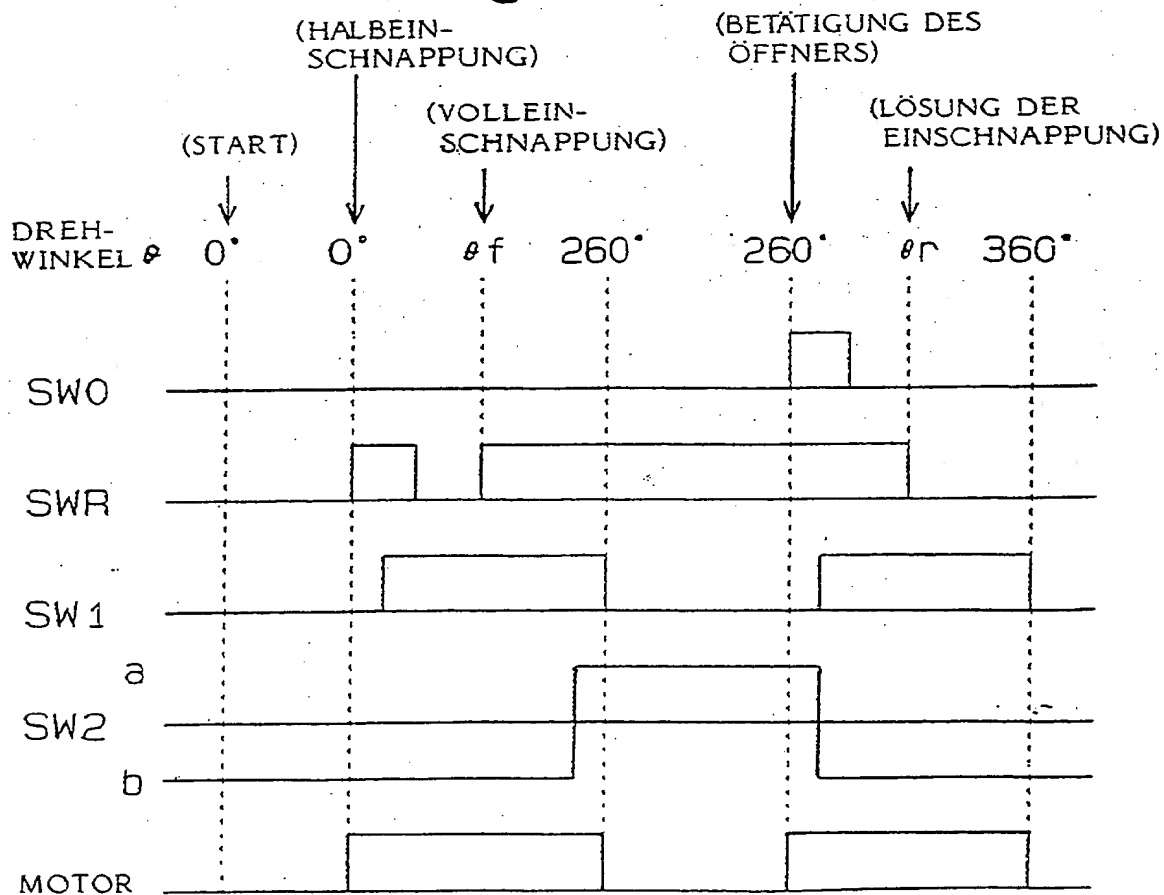 (HALBEIN-
SCHNAPPUNG)
(BETÄTIGUNG DES
ÖFFNERS)
(VOLLEIN-
SCHNAPPUNG)
(LÖSUNG DER
EINSCHNAPPUNG)
(START)
DREH-
WINKEL θ 0° 0° θf 260° 260° θr 360°
SWO
SWR
SW1
a
SW2
b
MOTOR